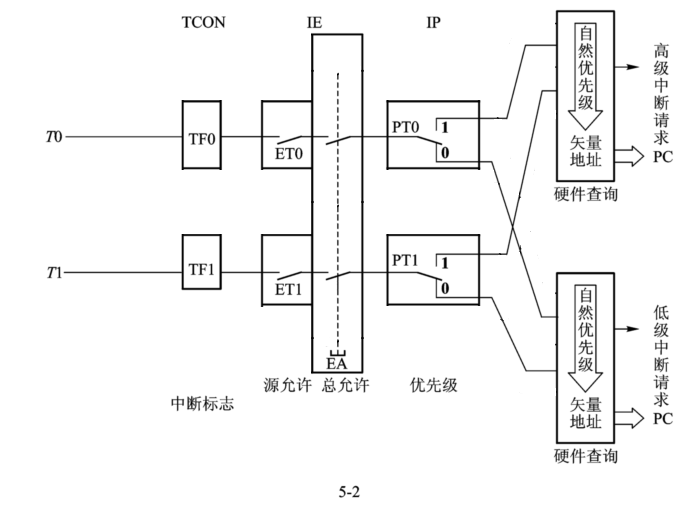 TCON IE IP
T0
TF0
ET0
PT0
1
0
T1
TF1
ET1
PT1
1
0
EA
源允许 总允许 优先级
中断标志
自然优先级
矢量
地址
硬件查询
高级中断请求
PC
自然优先级
矢量
地址
硬件查询
低级中断请求
PC
5-2